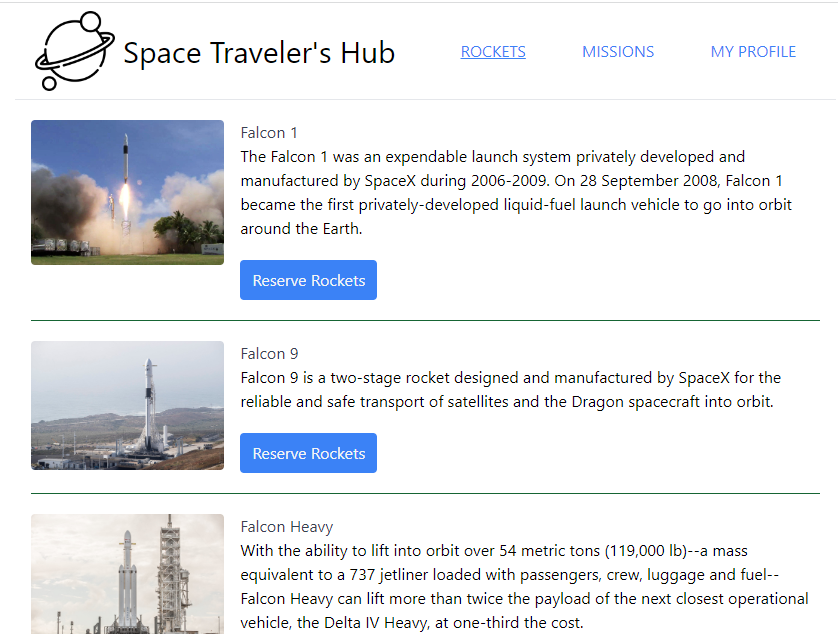 Space Traveler's Hub
ROCKETS MISSIONS MY PROFILE
Falcon 1
The Falcon 1 was an expendable launch system privately developed and
manufactured by SpaceX during 2006-2009. On 28 September 2008, Falcon 1
became the first privately-developed liquid-fuel launch vehicle to go into orbit
around the Earth.
Reserve Rockets
Falcon 9
Falcon 9 is a two-stage rocket designed and manufactured by SpaceX for the
reliable and safe transport of satellites and the Dragon spacecraft into orbit.
Reserve Rockets
Falcon Heavy
With the ability to lift into orbit over 54 metric tons (119,000 lb)--a mass
equivalent to a 737 jetliner loaded with passengers, crew, luggage and fuel--
Falcon Heavy can lift more than twice the payload of the next closest operational
vehicle, the Delta IV Heavy, at one-third the cost.